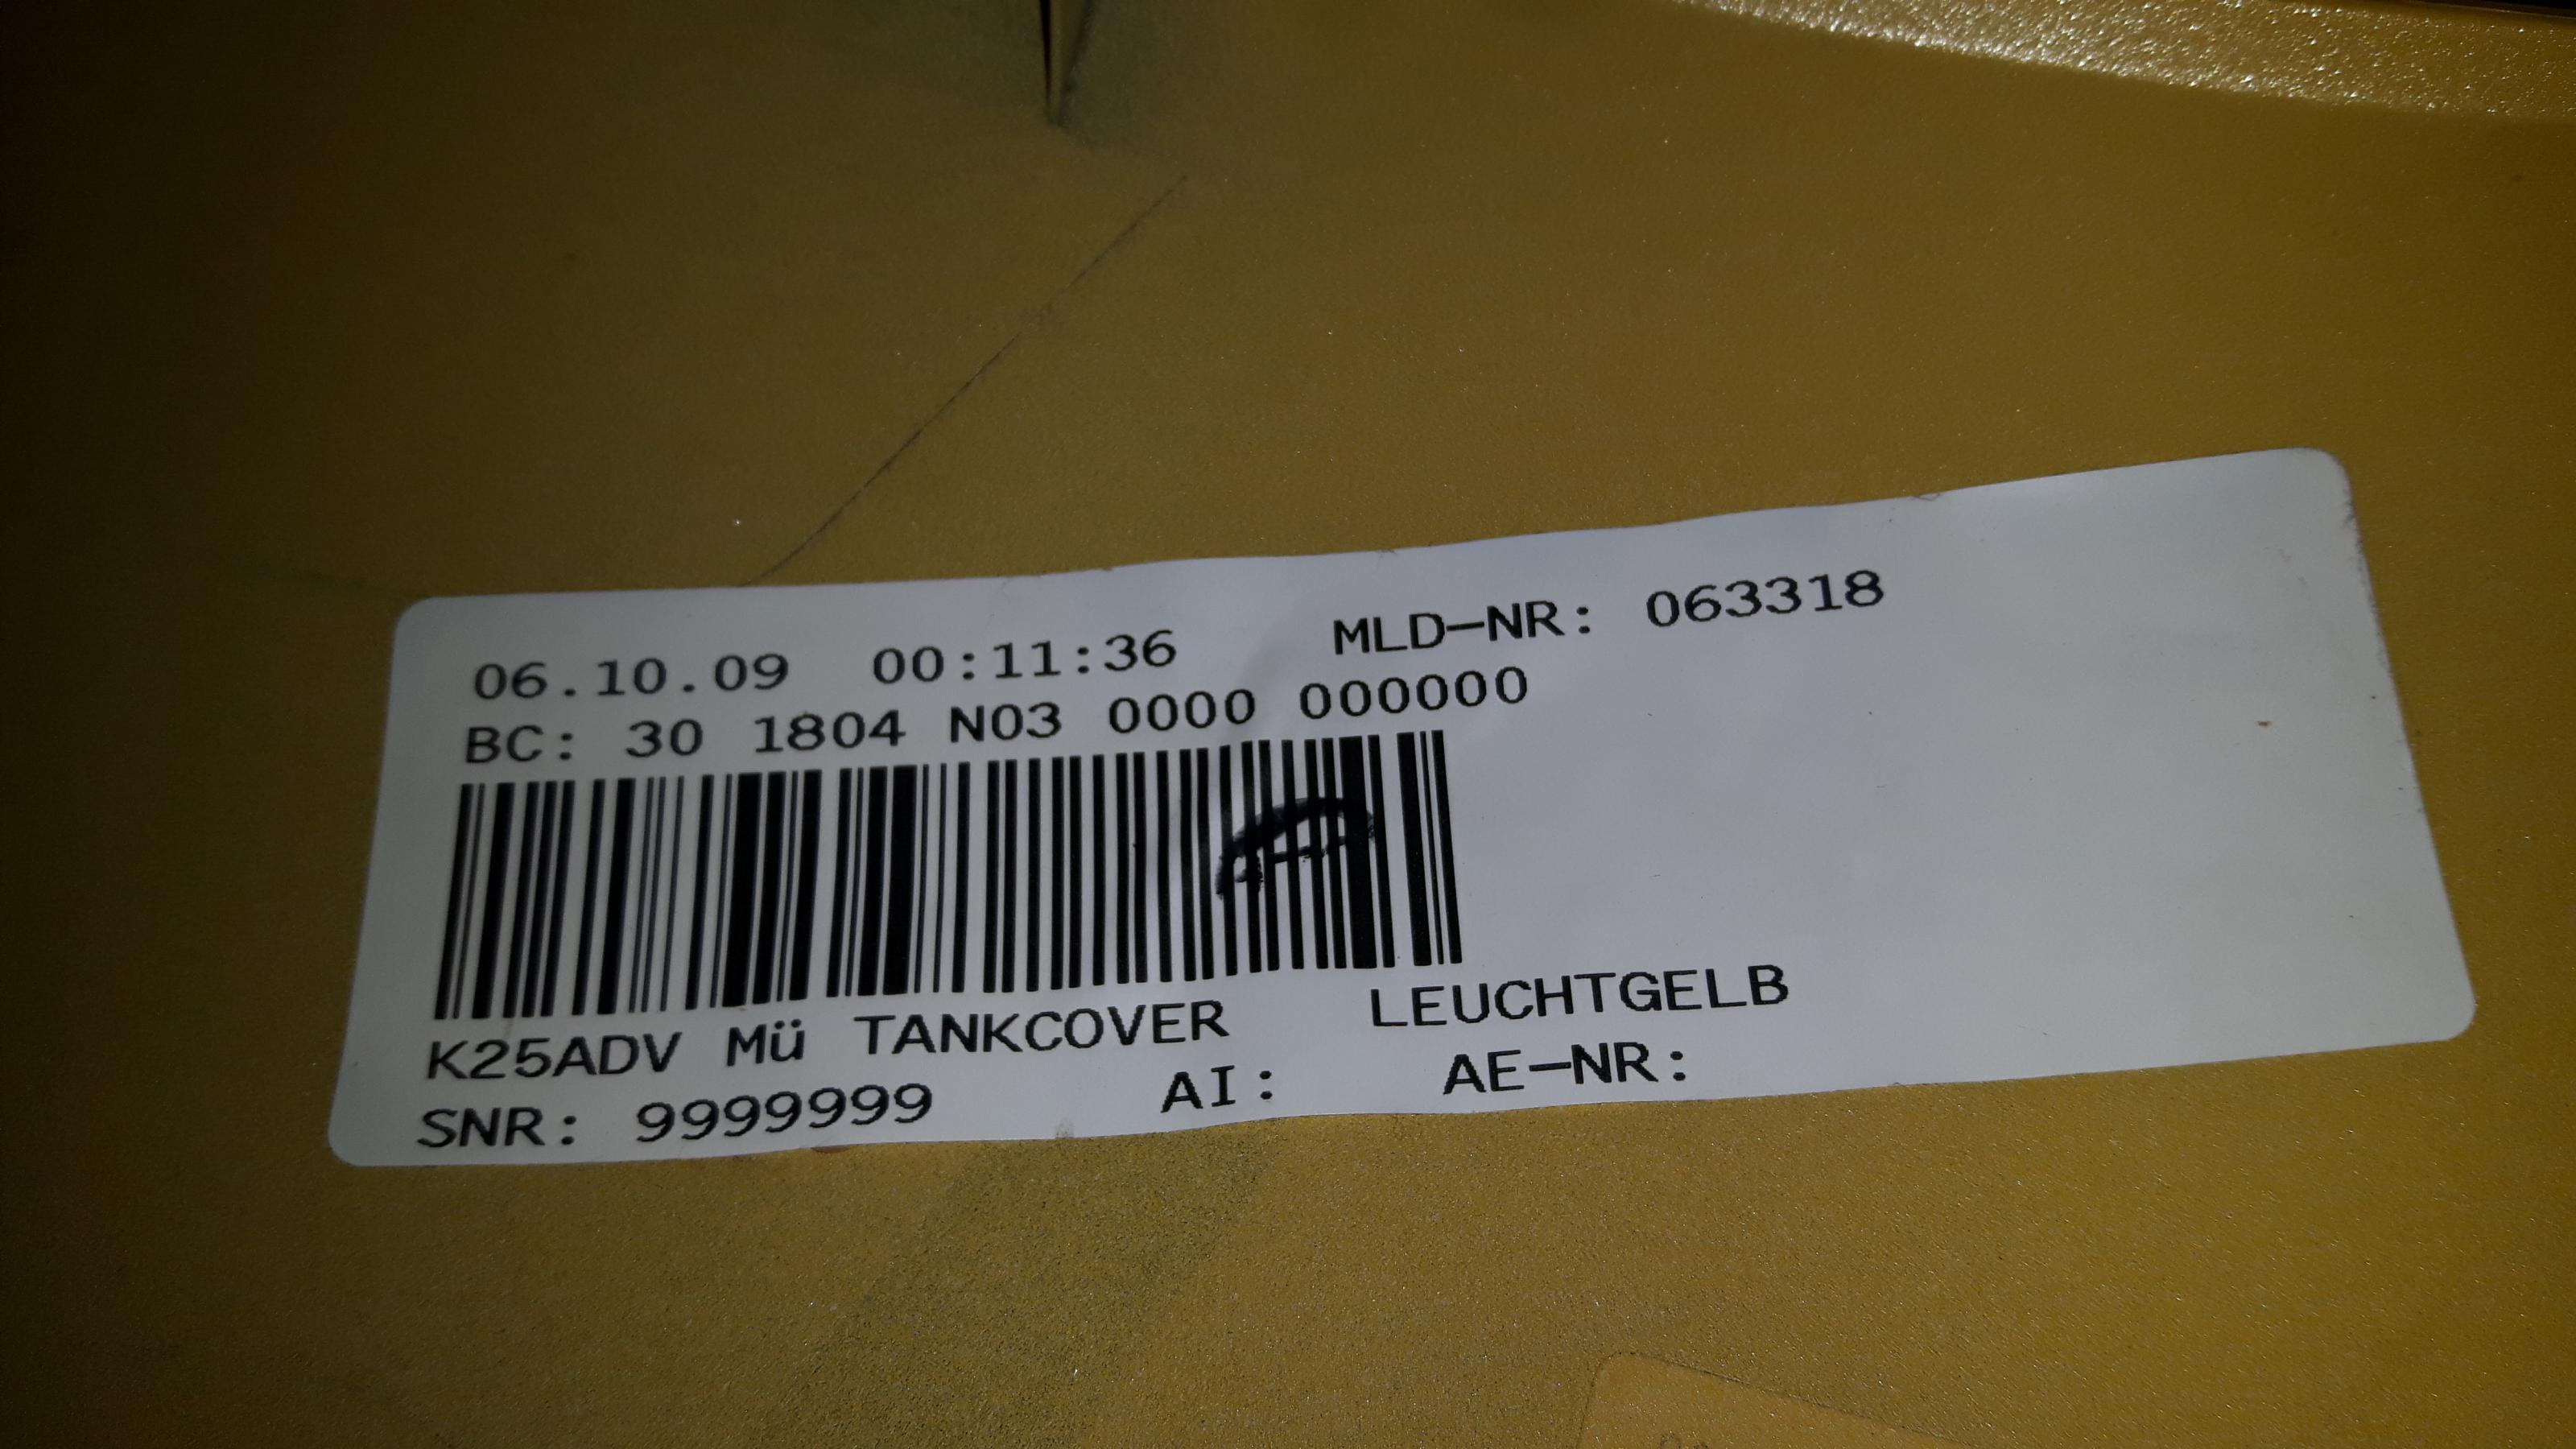 06.10.09 00:11:36 MLD-NR: 063318
BC: 30 1804 N03 0000 000000
K25ADV Mü TANKCOVER LEUCHTGELB
SNR: 9999999 AI: AE-NR: